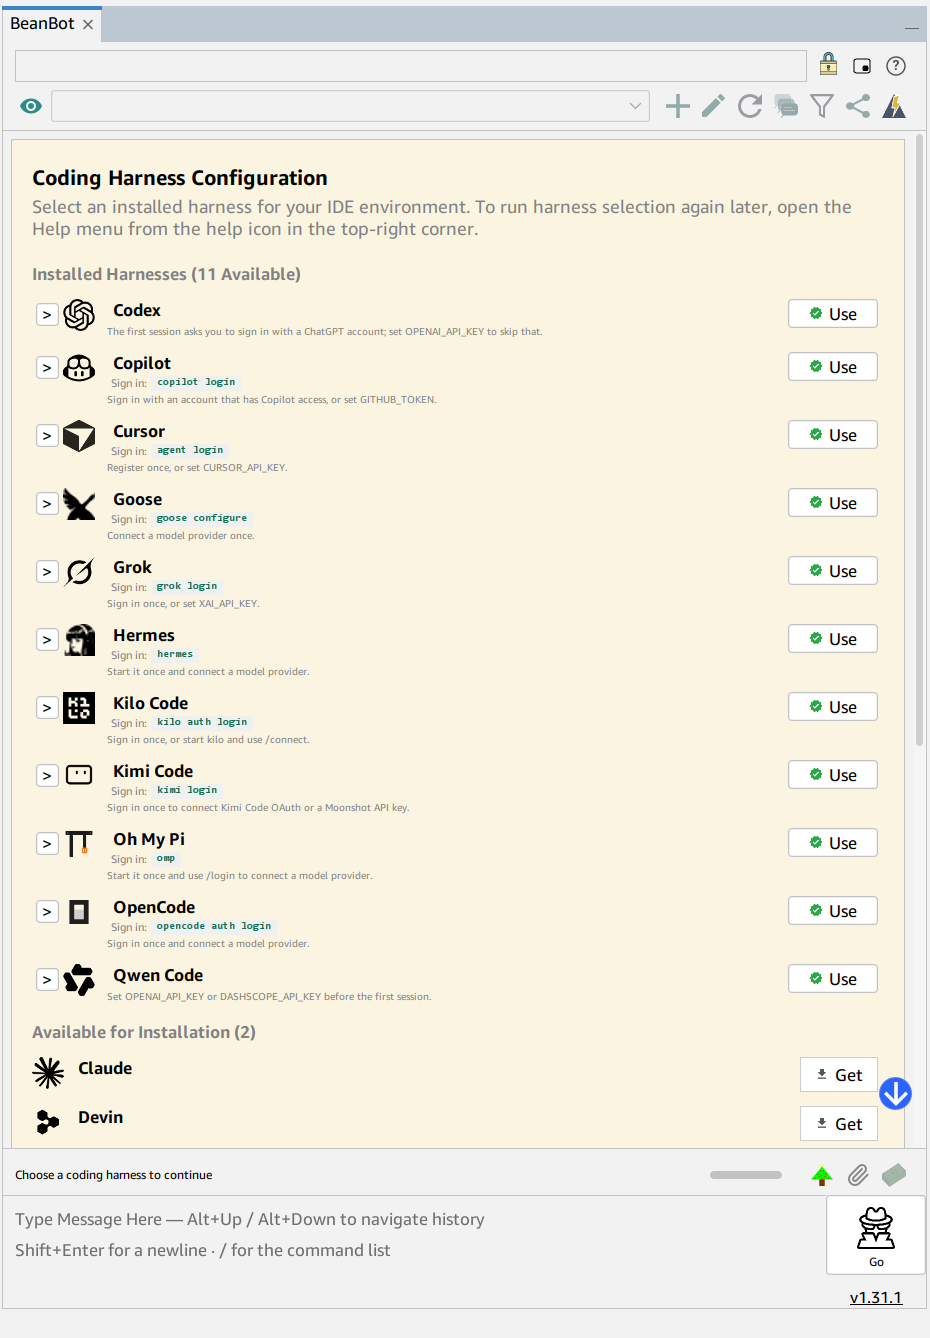 BeanBot
Coding Harness Configuration
Select an installed harness for your IDE environment. To run harness selection again later, open the
Help menu from the help icon in the top-right corner.
Installed Harnesses (11 Available)
> Codex Use
The first session asks you to sign in with a ChatGPT account; set OPENAI_API_KEY to skip that.
> Copilot Use
Sign in: copilot login
Sign in with an account that has Copilot access, or set GITHUB_TOKEN.
> Cursor Use
Sign in: agent login
Register once, or set CURSOR_API_KEY.
> Goose Use
Sign in: goose configure
Connect a model provider once.
> Grok Use
Sign in: grok login
Sign in once, or set XAI_API_KEY.
> Hermes Use
Sign in: hermes
Start it once and connect a model provider.
> Kilo Code Use
Sign in: kilo auth login
Sign in once, or start kilo and use /connect.
> Kimi Code Use
Sign in: kimi login
Sign in once to connect Kimi Code OAuth or a Moonshot API key.
> Oh My Pi Use
Sign in: omp
Start it once and use /login to connect a model provider.
> OpenCode Use
Sign in: opencode auth login
Sign in once and connect a model provider.
> Qwen Code Use
Set OPENAI_API_KEY or DASHSCOPE_API_KEY before the first session.
Available for Installation (2)
Claude Get
Devin Get
Choose a coding harness to continue
Type Message Here — Alt+Up / Alt+Down to navigate history
Shift+Enter for a newline · / for the command list
Go
v1.31.1